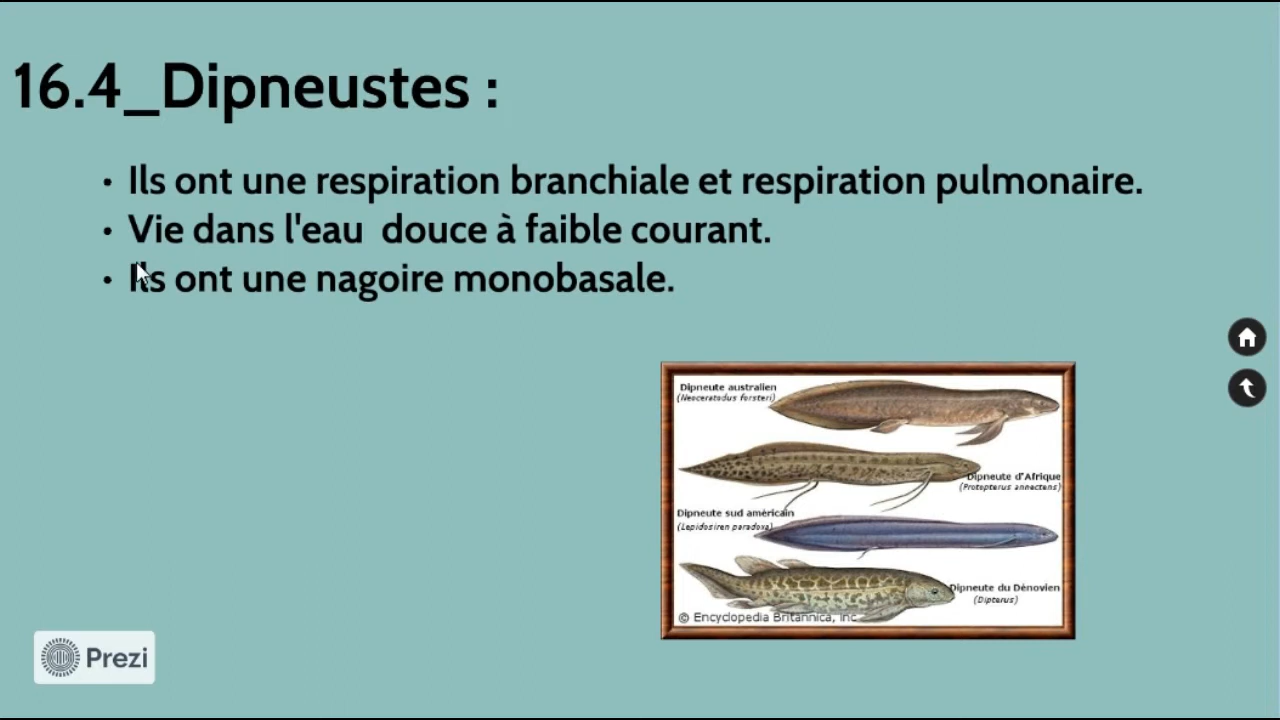 16.4_Dipneustes :
• Ils ont une respiration branchiale et respiration pulmonaire.
• Vie dans l'eau  douce à faible courant.
• Ils ont une nagoire monobasale.
Dipneute australien
(Neoceratodus forsteri)
Dipneute d'Afrique
(Protopterus annectens)
Dipneute sud américain
(Lepidosiren paradoxa)
Dipneute du Dénovien
(Dipterus)
© Encyclopedia Britannica, Inc
Prezi